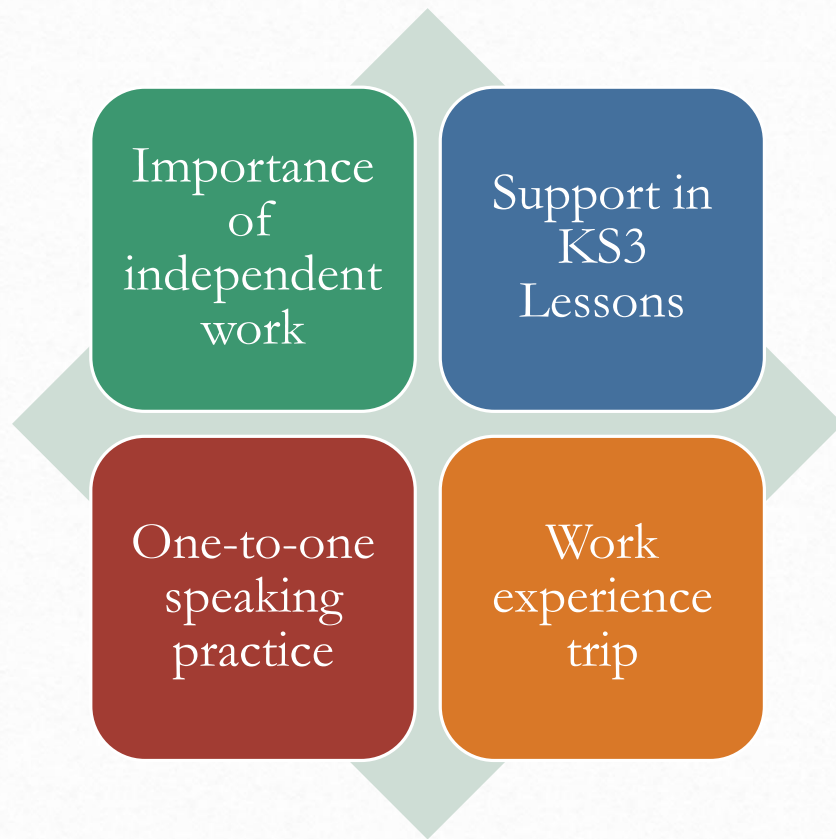 Importance
of
independent
work
Support in
KS3
Lessons
One-to-one
speaking
practice
Work
experience
trip